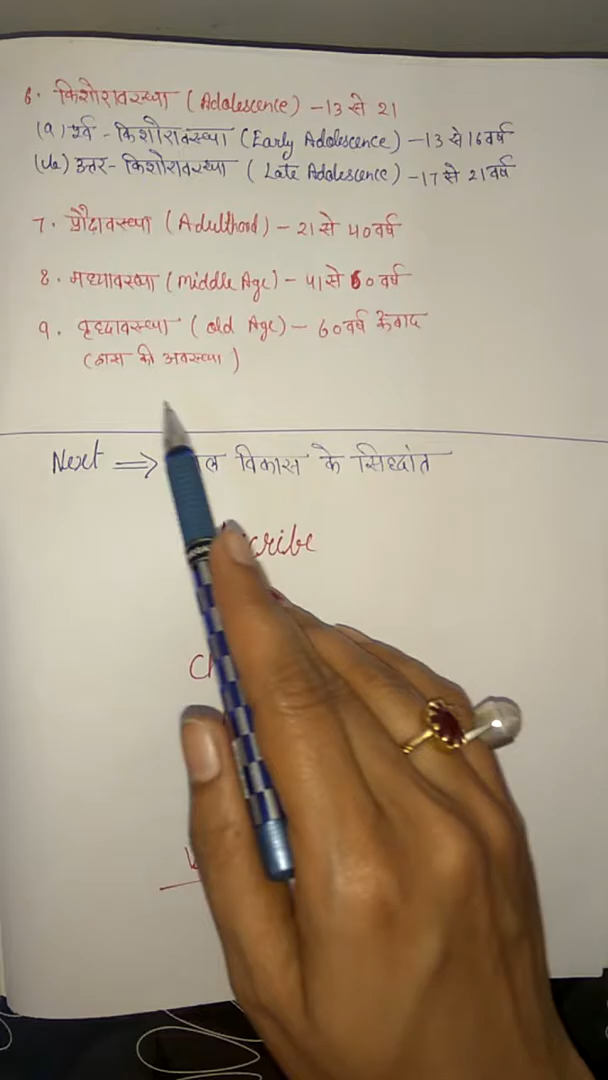 6. किशोरावस्था (Adolescence) - 13 से 21
(a) पूर्व - किशोरावस्था (Early Adolescence) - 13 से 16 वर्ष
(b) उत्तर - किशोरावस्था (Late Adolescence) - 17 से 21 वर्ष
7. प्रौढावस्था (Adulthood) - 21 से 40 वर्ष
8. मध्यावस्था (Middle Age) - 41 से 60 वर्ष
9. वृध्दावस्था (old Age) - 60 वर्ष के बाद
( की अवस्था )
Next ⇒ विकास के सिध्दांत